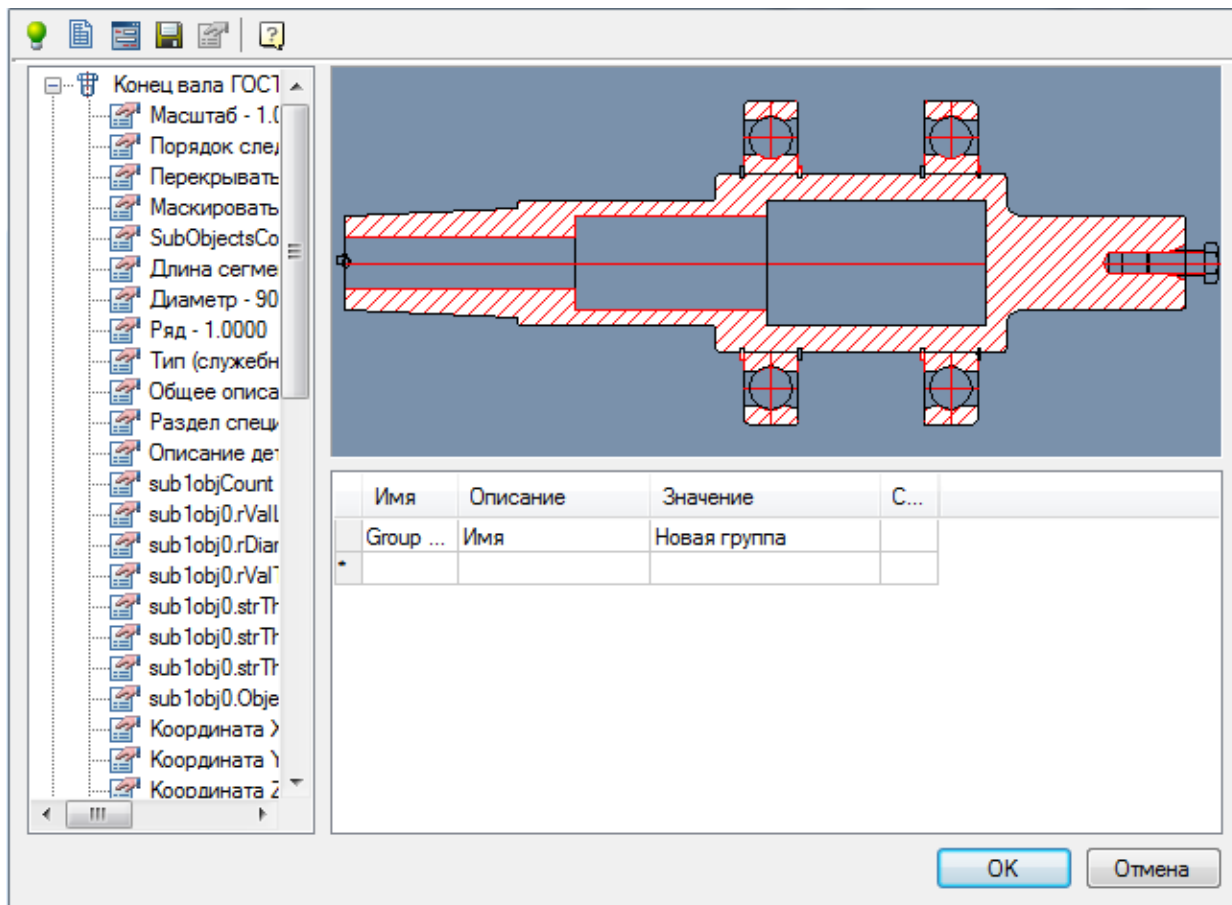 Конец вала ГОСТ
Масштаб - 1.0
Порядок след
Перекрывать
Маскировать
SubObjectsCo
Длина сегме
Диаметр - 90
Ряд - 1.0000
Тип (служебн
Общее описа
Раздел специ
Описание дет
sub1objCount
sub1obj0.rValL
sub1obj0.rDiar
sub1obj0.rValT
sub1obj0.strTh
sub1obj0.strTh
sub1obj0.strTh
sub1obj0.Obje
Координата X
Координата Y
Координата Z
Имя Описание Значение С...
Group ... Имя Новая группа
OK Отмена